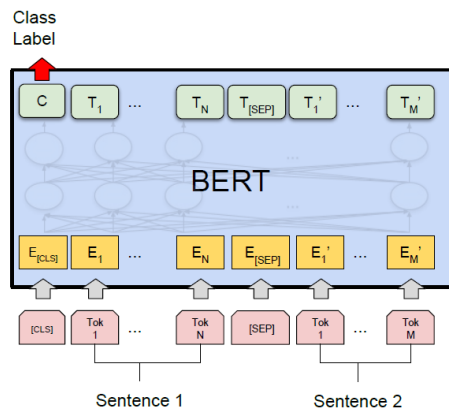 Class
Label
C T1 ... TN T[SEP] T1' ... TM'
...
BERT
...
E[CLS] E1 ... EN E[SEP] E1' ... EM'
[CLS] Tok 1 ... Tok N [SEP] Tok 1 ... Tok M
Sentence 1 Sentence 2